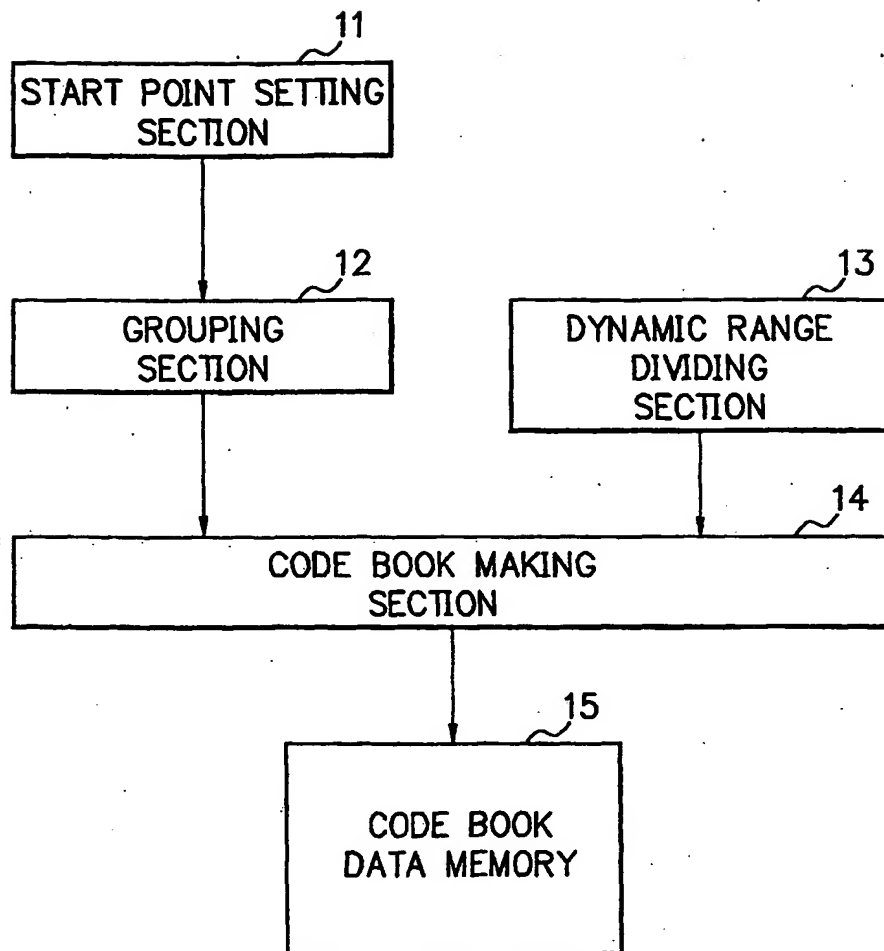 11
START POINT SETTING
SECTION
12
GROUPING
SECTION
13
DYNAMIC RANGE
DIVIDING
SECTION
14
CODE BOOK MAKING
SECTION
15
CODE BOOK
DATA MEMORY